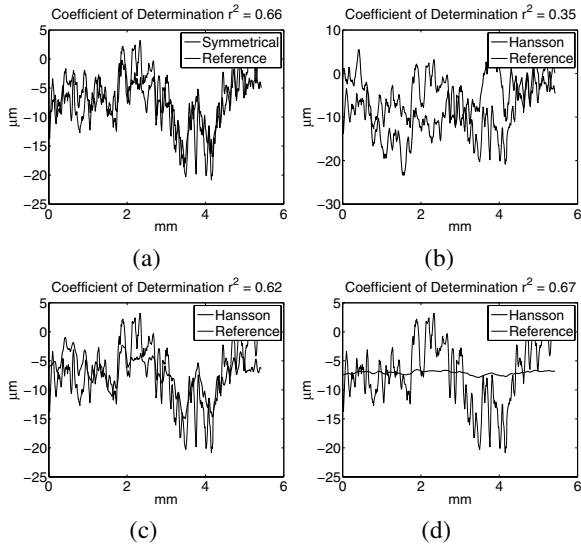 Coefficient of Determination r² = 0.66
Symmetrical
Reference
5
0
−5
−10
−15
−20
−25
µm
0 2 4 6
mm
(a)
Coefficient of Determination r² = 0.35
Hansson
Reference
10
0
−10
−20
−30
µm
0 2 4 6
mm
(b)
Coefficient of Determination r² = 0.62
Hansson
Reference
5
0
−5
−10
−15
−20
−25
µm
0 2 4 6
mm
(c)
Coefficient of Determination r² = 0.67
Hansson
Reference
5
0
−5
−10
−15
−20
−25
µm
0 2 4 6
mm
(d)